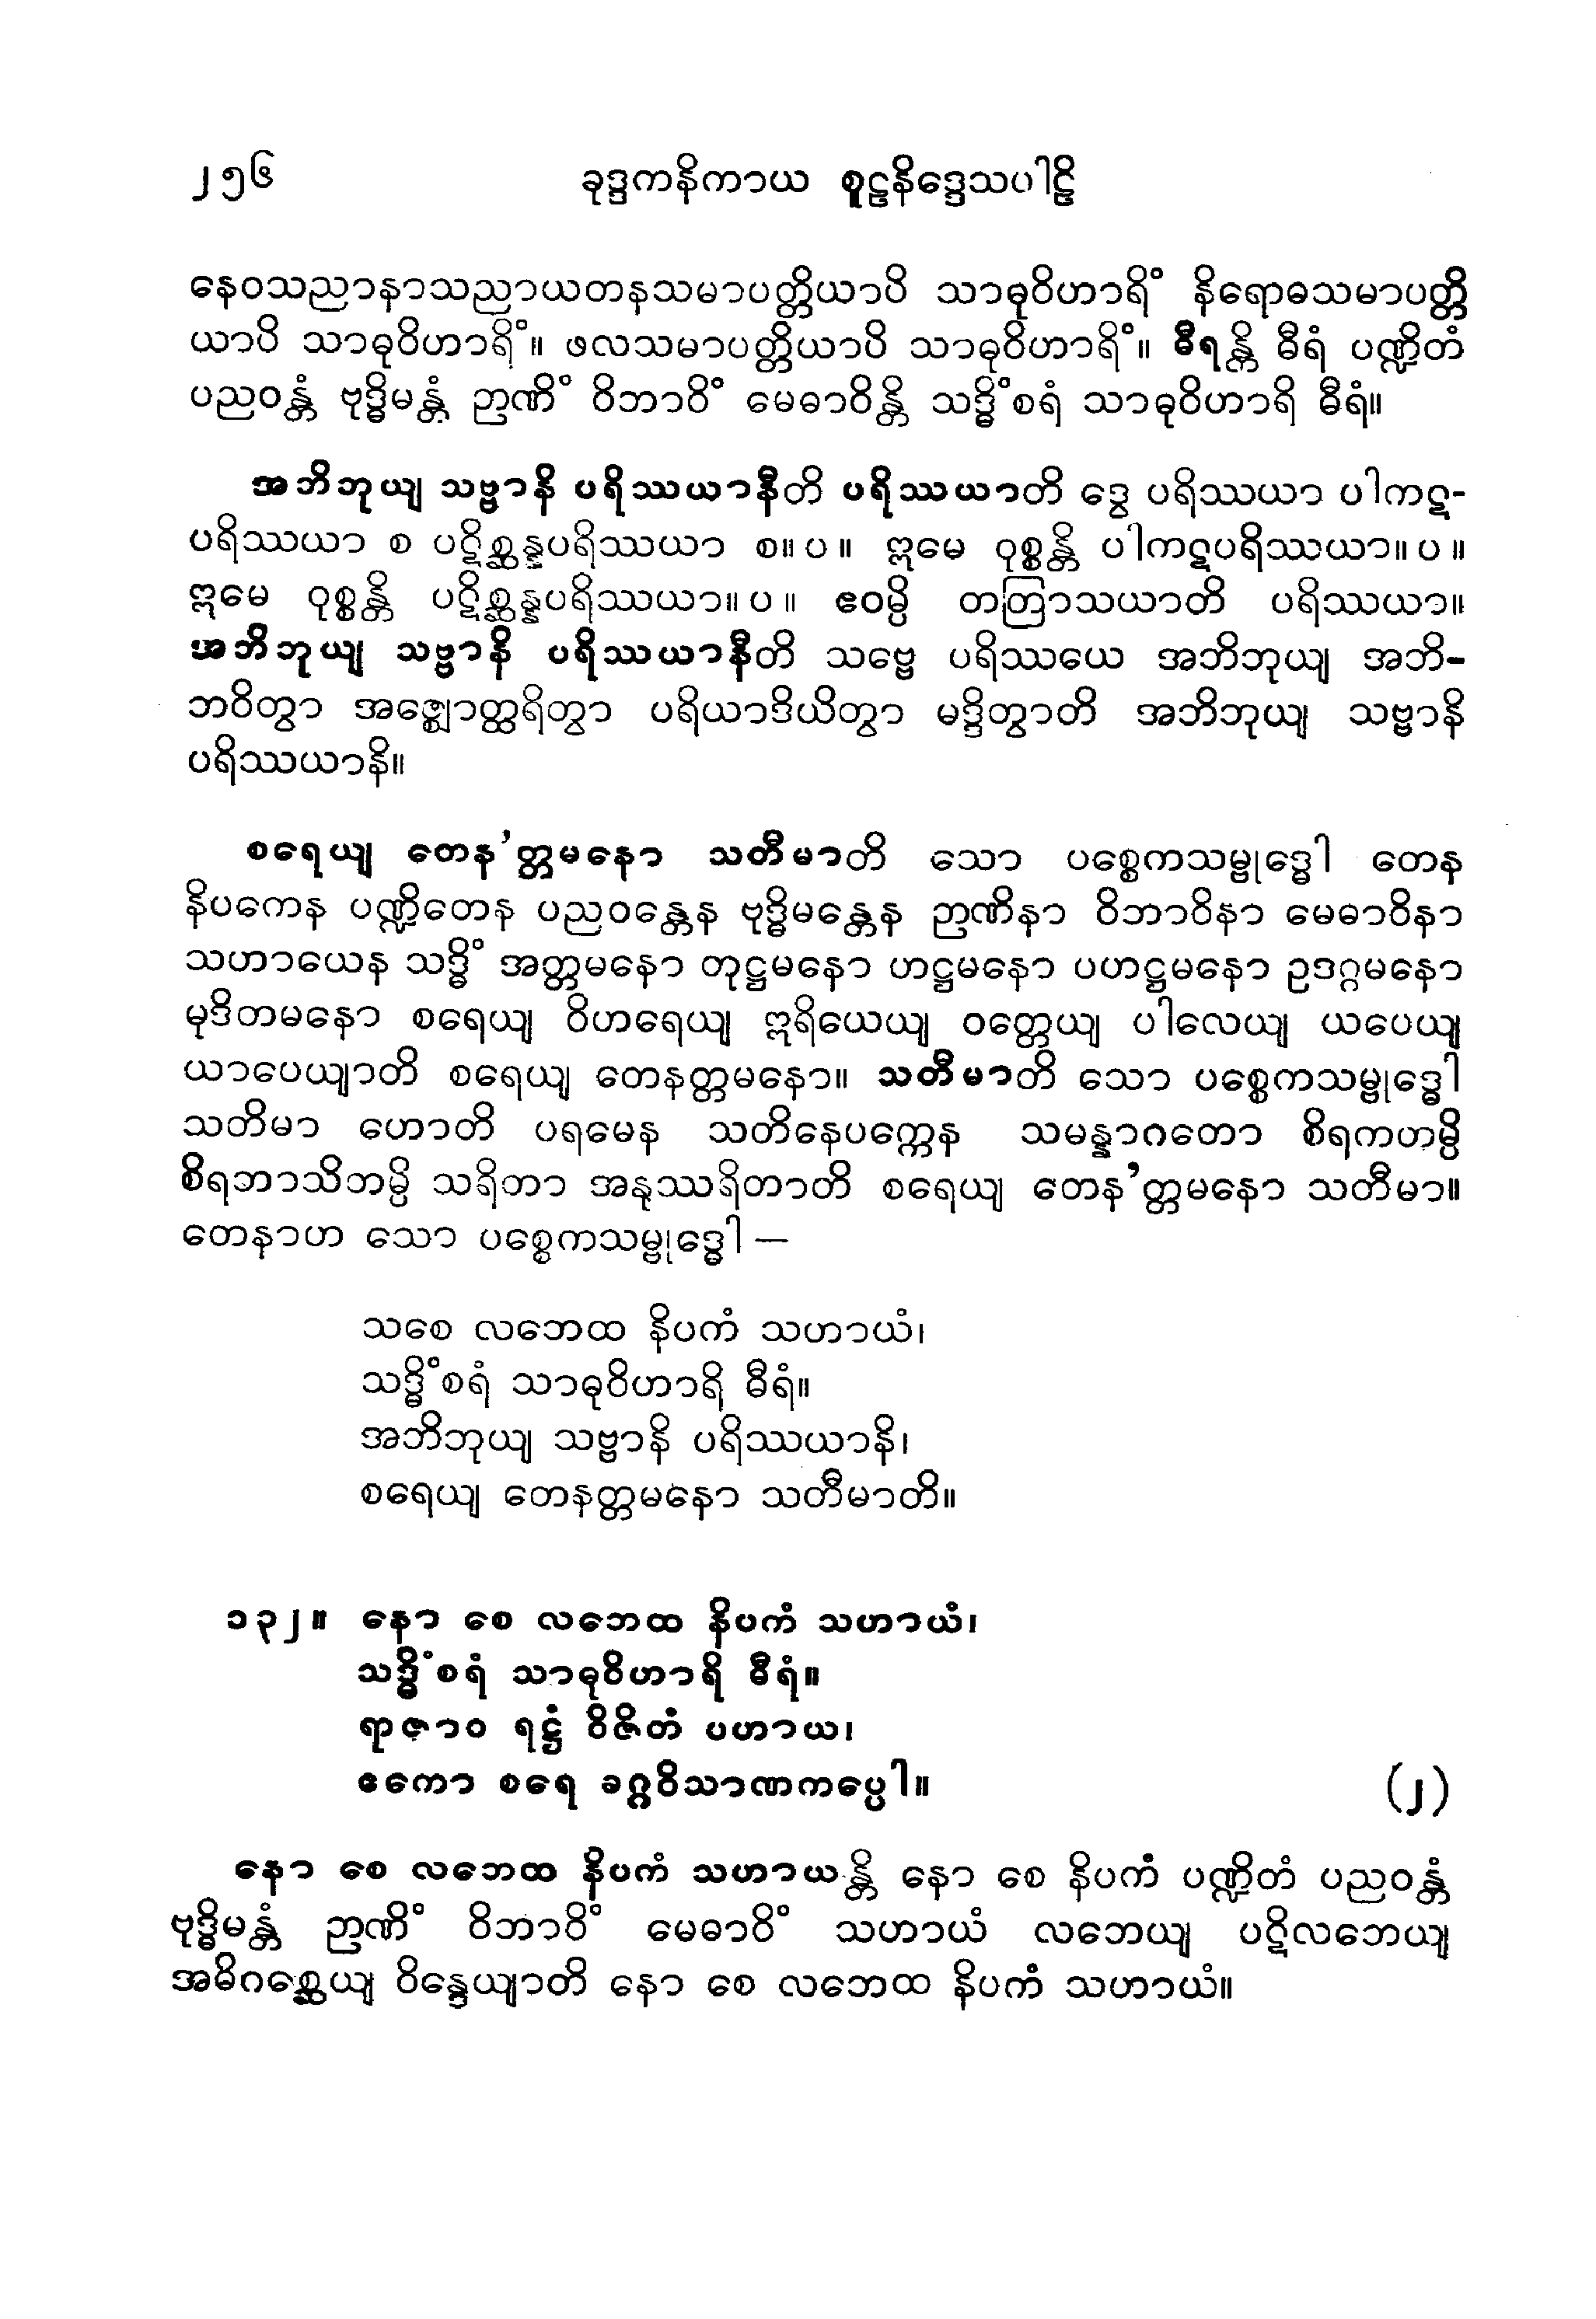 ၂၅၆ ခုဒ္ဒကနိကာယ စူဠနိဒ္ဒေသပါဠိ
နေဝသညာနာသညာယတနသမာပတ္တိယာပိ သာဓုဝိဟာရိံ နိရောဓသမာပတ္တိ
ယာပိ သာဓုဝိဟာရိံ။ ဖလသမာပတ္တိယာပိ သာဓုဝိဟာရိံ။ ဓီရန္တိ ဓီရံ ပဏ္ဍိတံ
ပညဝန္တံ ဗုဒ္ဓိမန္တံ ဉာဏိံ ဝိဘာဝိံ မေဓာဝိန္တိ သဒ္ဓိံစရံ သာဓုဝိဟာရိ ဓီရံ။
အဘိဘုယျ သဗ္ဗာနိ ပရိဿယာနီတိ ပရိဿယာတိ ဒွေ ပရိဿယာ ပါကဋ-
ပရိဿယာ စ ပဋိစ္ဆန္နပရိဿယာ စ။ပ။ ဣမေ ဝုစ္စန္တိ ပါကဋပရိဿယာ။ပ။
ဣမေ ဝုစ္စန္တိ ပဋိစ္ဆန္နပရိဿယာ။ပ။ ဧဝမ္ပိ တတြာသယာတိ ပရိဿယာ။
အဘိဘုယျ သဗ္ဗာနိ ပရိဿယာနီတိ သဗ္ဗေ ပရိဿယေ အဘိဘုယျ အဘိ-
ဘဝိတွာ အဇ္ဈောတ္ထရိတွာ ပရိယာဒိယိတွာ မဒ္ဒိတွာတိ အဘိဘုယျ သဗ္ဗာနိ
ပရိဿယာနိ။
စရေယျ တေန’တ္တမနော သတီမာတိ သော ပစ္စေကသမ္ဗုဒ္ဓေါ တေန
နိပကေန ပဏ္ဍိတေန ပညဝန္တေန ဗုဒ္ဓိမန္တေန ဉာဏိနာ ဝိဘာဝိနာ မေဓာဝိနာ
သဟာယေန သဒ္ဓိံ အတ္တမနော တုဋ္ဌမနော ဟဋ္ဌမနော ပဟဋ္ဌမနော ဥဒဂ္ဂမနော
မုဒိတမနော စရေယျ ဝိဟရေယျ ဣရိယေယျ ဝတ္တေယျ ပါလေယျ ယပေယျ
ယာပေယျာတိ စရေယျ တေနတ္တမနော။ သတီမာတိ သော ပစ္စေကသမ္ဗုဒ္ဓေါ
သတိမာ ဟောတိ ပရမေန သတိနေပက္ကေန သမန္နာဂတော စိရကတမ္ပိ
စိရဘာသိတမ္ပိ သရိတာ အနုဿရိတာတိ စရေယျ တေန’တ္တမနော သတီမာ။
တေနာဟ သော ပစ္စေကသမ္ဗုဒ္ဓေါ —
သစေ လဘေထ နိပကံ သဟာယံ၊
သဒ္ဓိံစရံ သာဓုဝိဟာရိ ဓီရံ။
အဘိဘုယျ သဗ္ဗာနိ ပရိဿယာနိ၊
စရေယျ တေနတ္တမနော သတီမာတိ။
၁၃၂။ နော စေ လဘေထ နိပကံ သဟာယံ၊
သဒ္ဓိံစရံ သာဓုဝိဟာရိ ဓီရံ။
ရာဇာဝ ရဋ္ဌံ ဝိဇိတံ ပဟာယ၊
ဧကော စရေ ခဂ္ဂဝိသာဏကပ္ပေါ။ (၂)
နော စေ လဘေထ နိပကံ သဟာယန္တိ နော စေ နိပကံ ပဏ္ဍိတံ ပညဝန္တံ
ဗုဒ္ဓိမန္တံ ဉာဏိံ ဝိဘာဝိံ မေဓာဝိံ သဟာယံ လဘေယျ ပဋိလဘေယျ
အဓိဂစ္ဆေယျ ဝိန္ဒေယျာတိ နော စေ လဘေထ နိပကံ သဟာယံ။